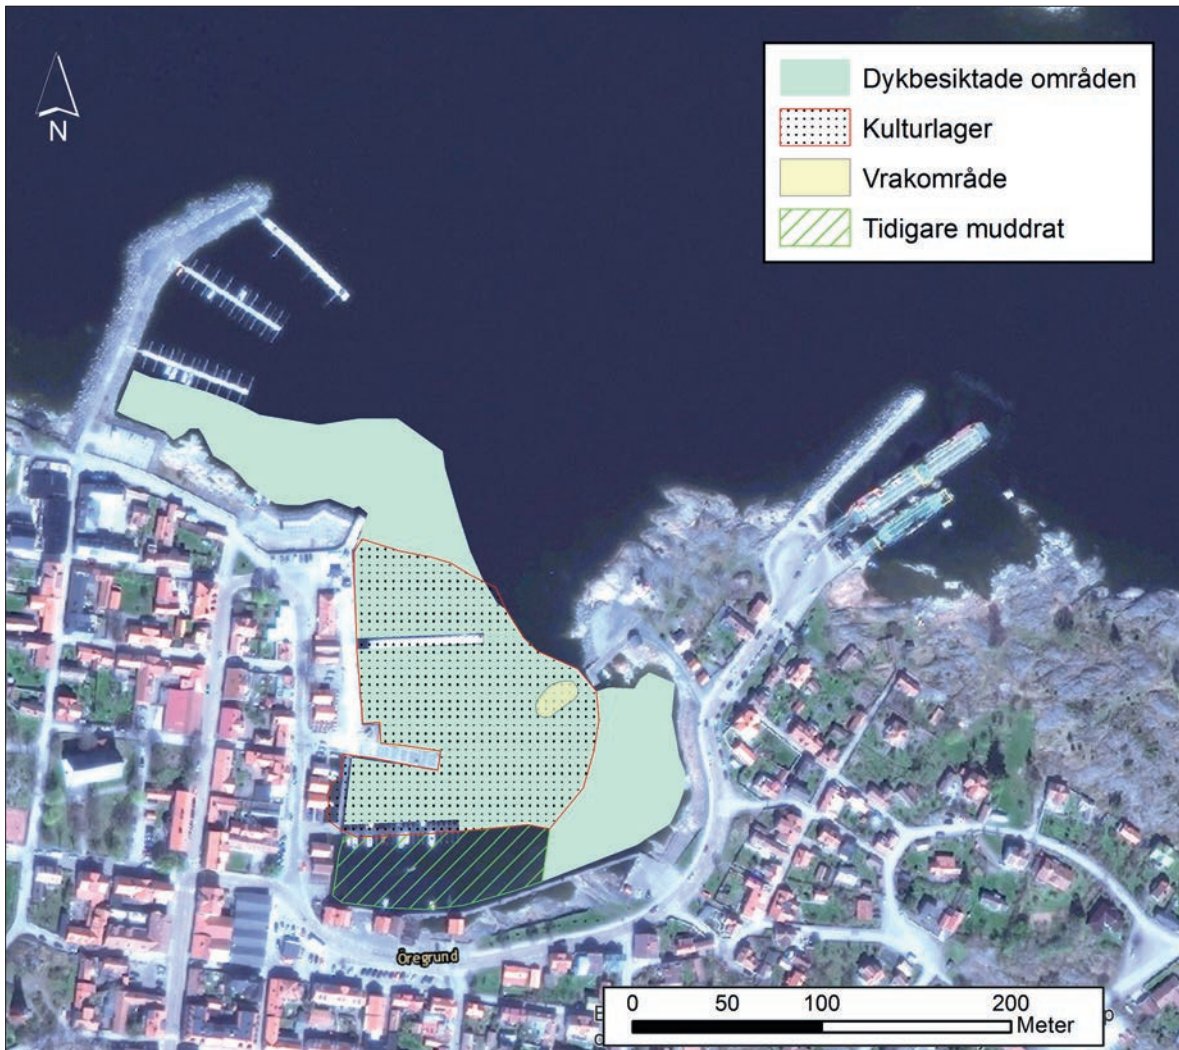 N
Dykbesiktade områden
Kulturlager
Vrakområde
Tidigare muddrat
Öregrund
0 50 100 200
Meter